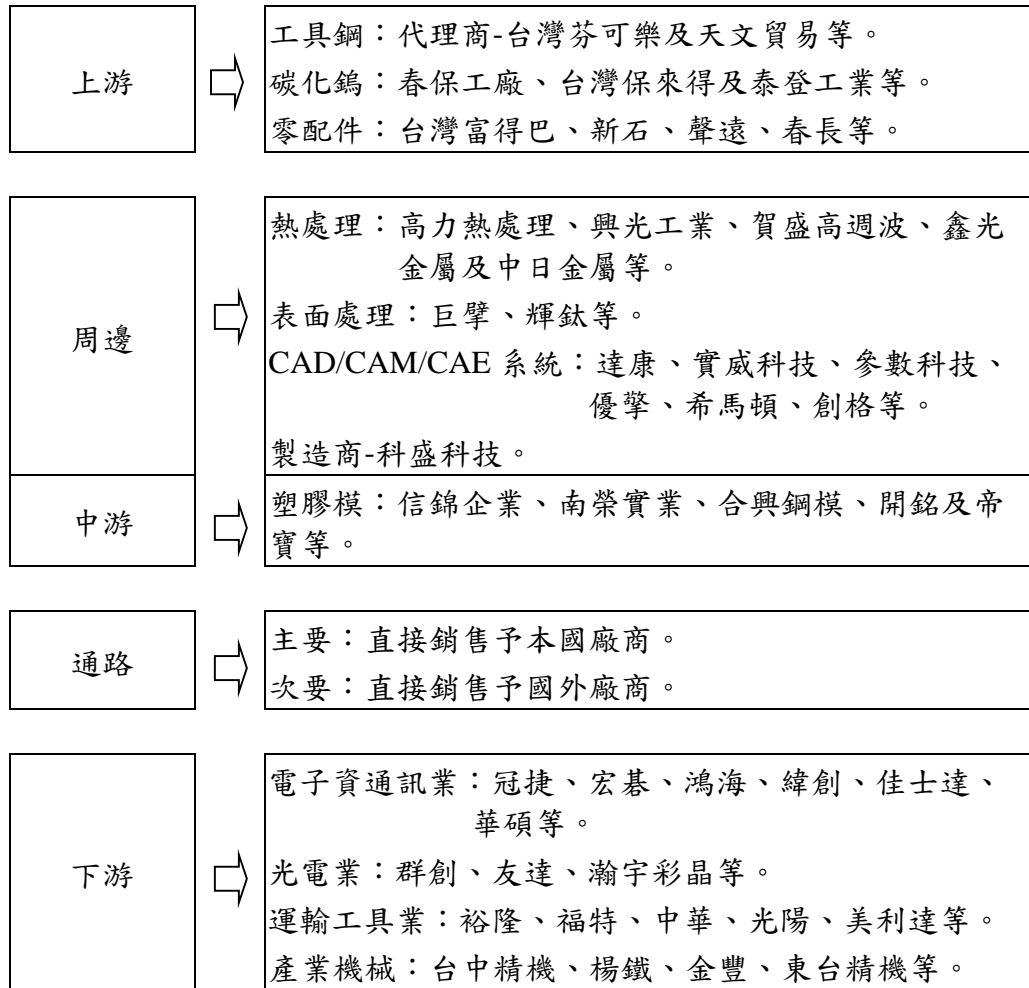 上游
工具鋼：代理商-台灣芬可樂及天文貿易等。
碳化鎢：春保工廠、台灣保來得及泰登工業等。
零配件：台灣富得巴、新石、聲遠、春長等。
周邊
熱處理：高力熱處理、興光工業、賀盛高週波、鑫光
金屬及中日金屬等。
表面處理：巨擘、輝鈦等。
CAD/CAM/CAE 系統：達康、實威科技、參數科技、
優擎、希馬頓、創格等。
製造商-科盛科技。
中游
塑膠模：信錦企業、南榮實業、合興鋼模、開銘及帝
寶等。
通路
主要：直接銷售予本國廠商。
次要：直接銷售予國外廠商。
下游
電子資通訊業：冠捷、宏碁、鴻海、緯創、佳士達、
華碩等。
光電業：群創、友達、瀚宇彩晶等。
運輸工具業：裕隆、福特、中華、光陽、美利達等。
產業機械：台中精機、楊鐵、金豐、東台精機等。